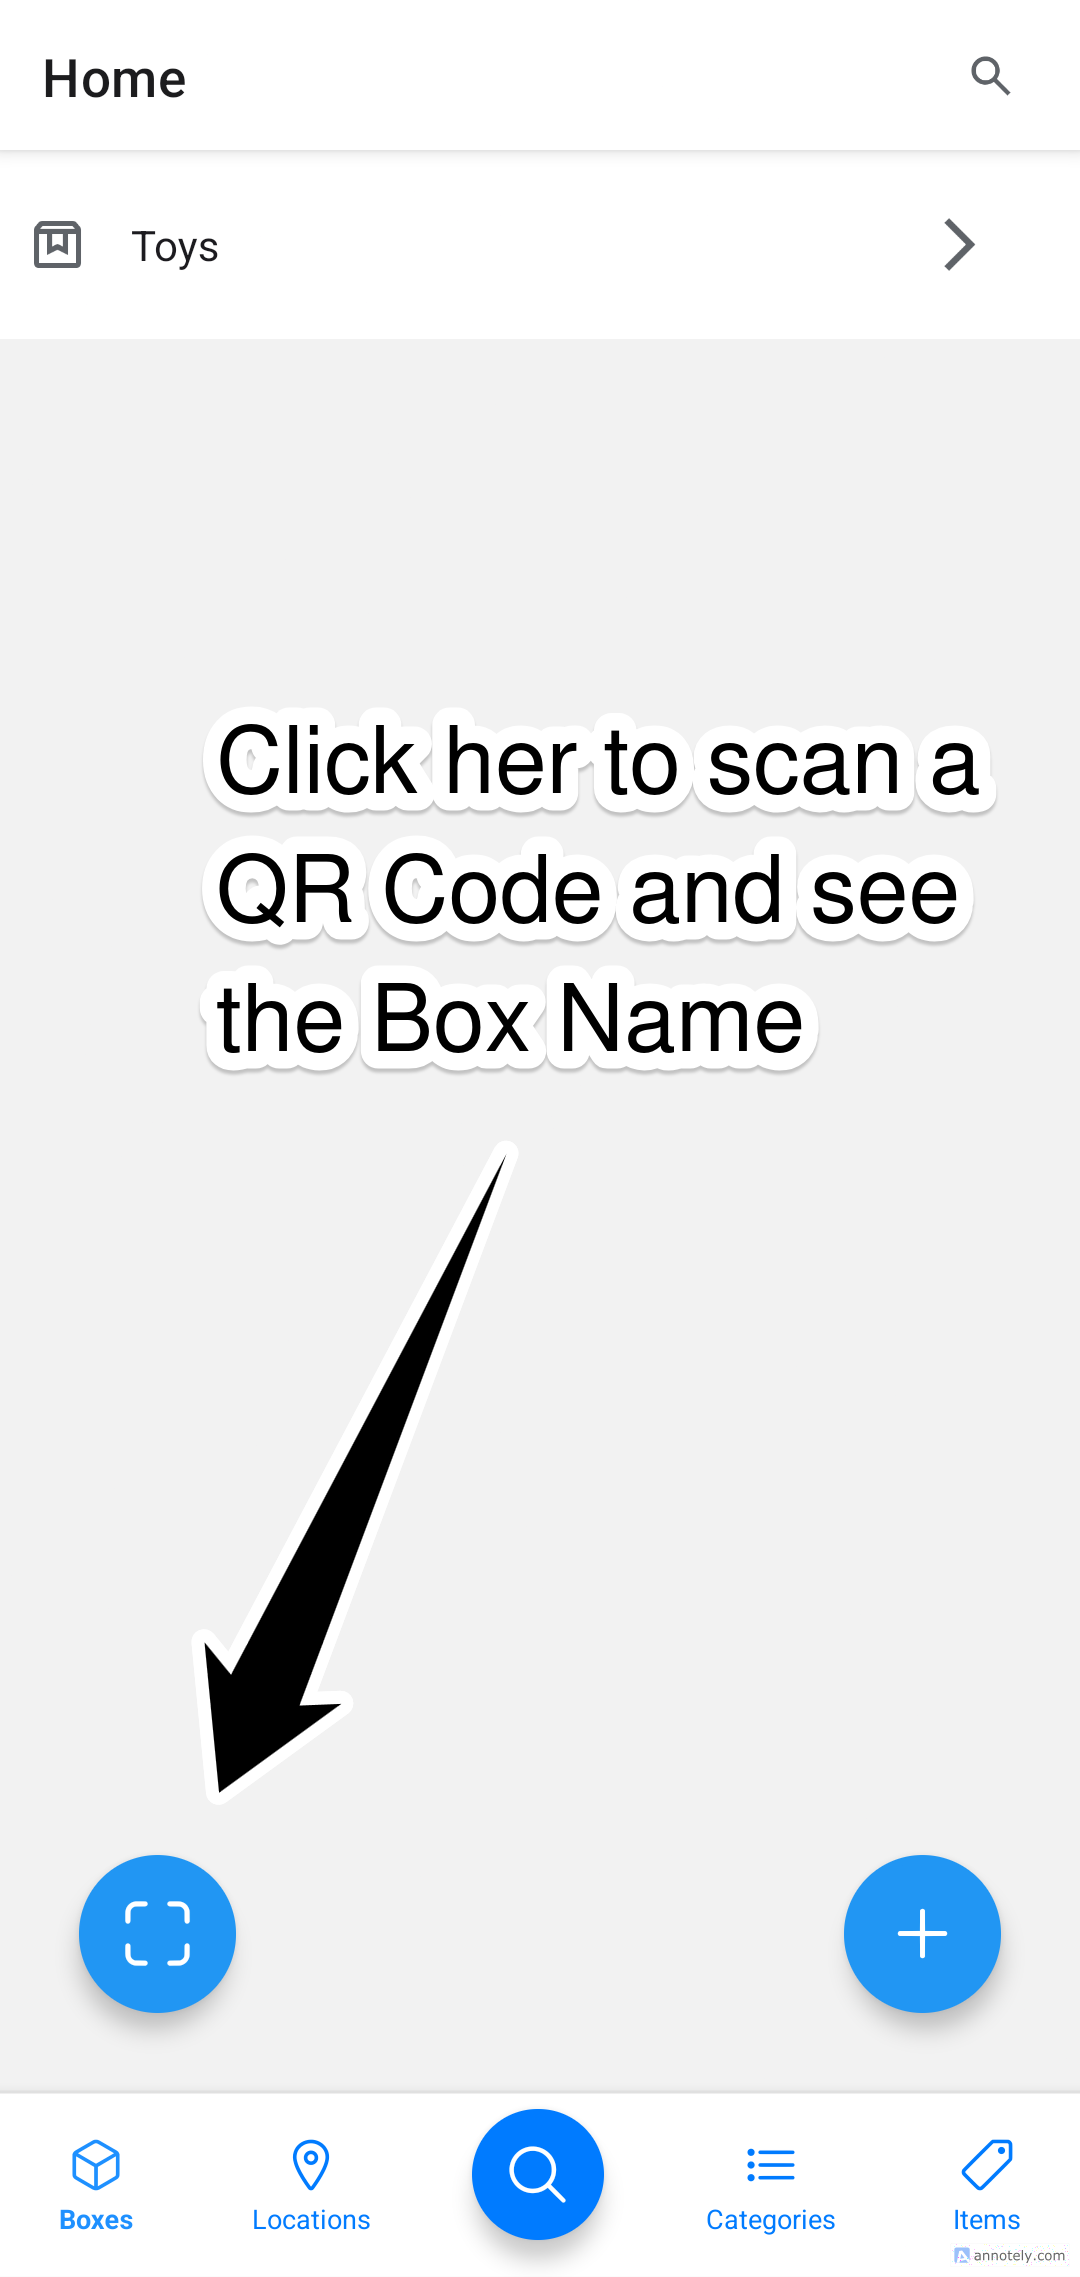 Home
Toys
Click her to scan a
QR Code and see
the Box Name
Boxes
Locations
Categories
Items
annotely.com